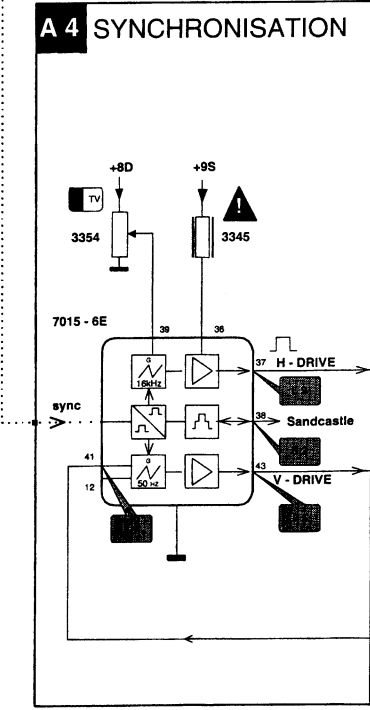 A 4 SYNCHRONISATION
+8D
+9S
TV
3354
3345
7015 - 6E
39
36
G
16kHz
37
H - DRIVE
sync
38
Sandcastle
41
G
50 Hz
43
V - DRIVE
12